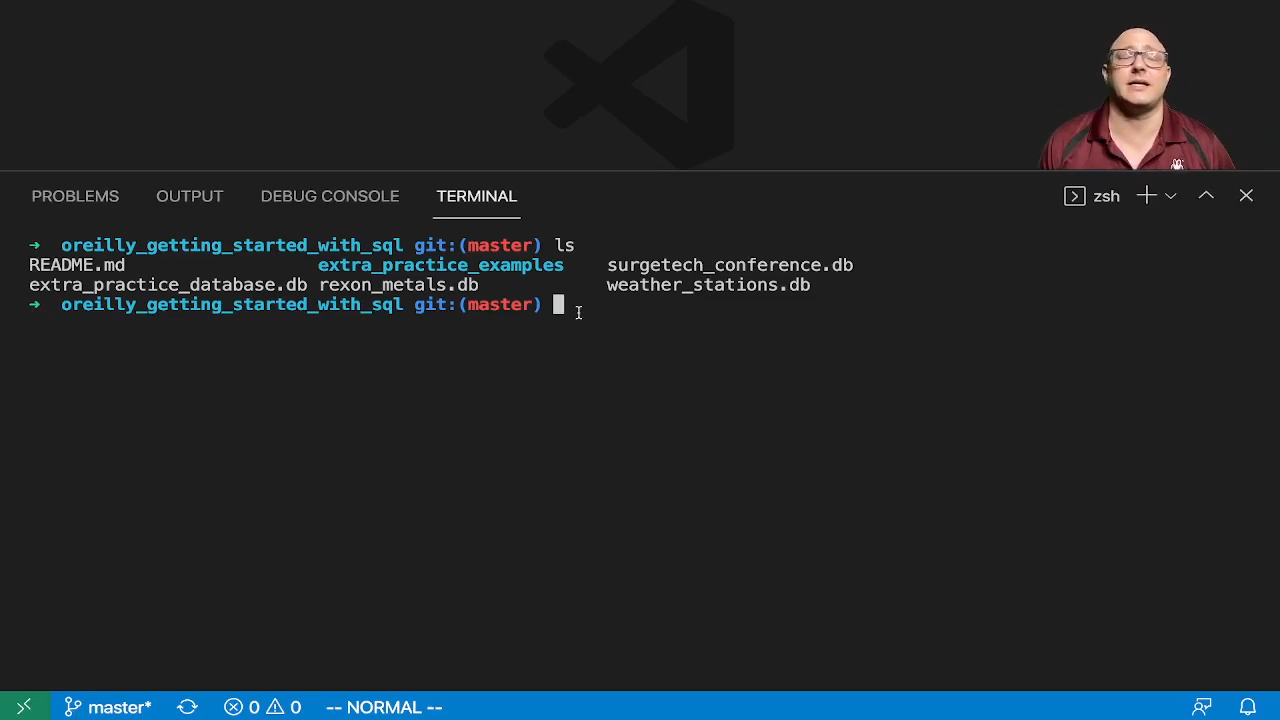 PROBLEMS OUTPUT DEBUG CONSOLE TERMINAL zsh
➜ oreilly_getting_started_with_sql git:(master) ls
README.md extra_practice_examples surgetech_conference.db
extra_practice_database.db rexon_metals.db weather_stations.db
➜ oreilly_getting_started_with_sql git:(master)
master* 0 0 -- NORMAL --